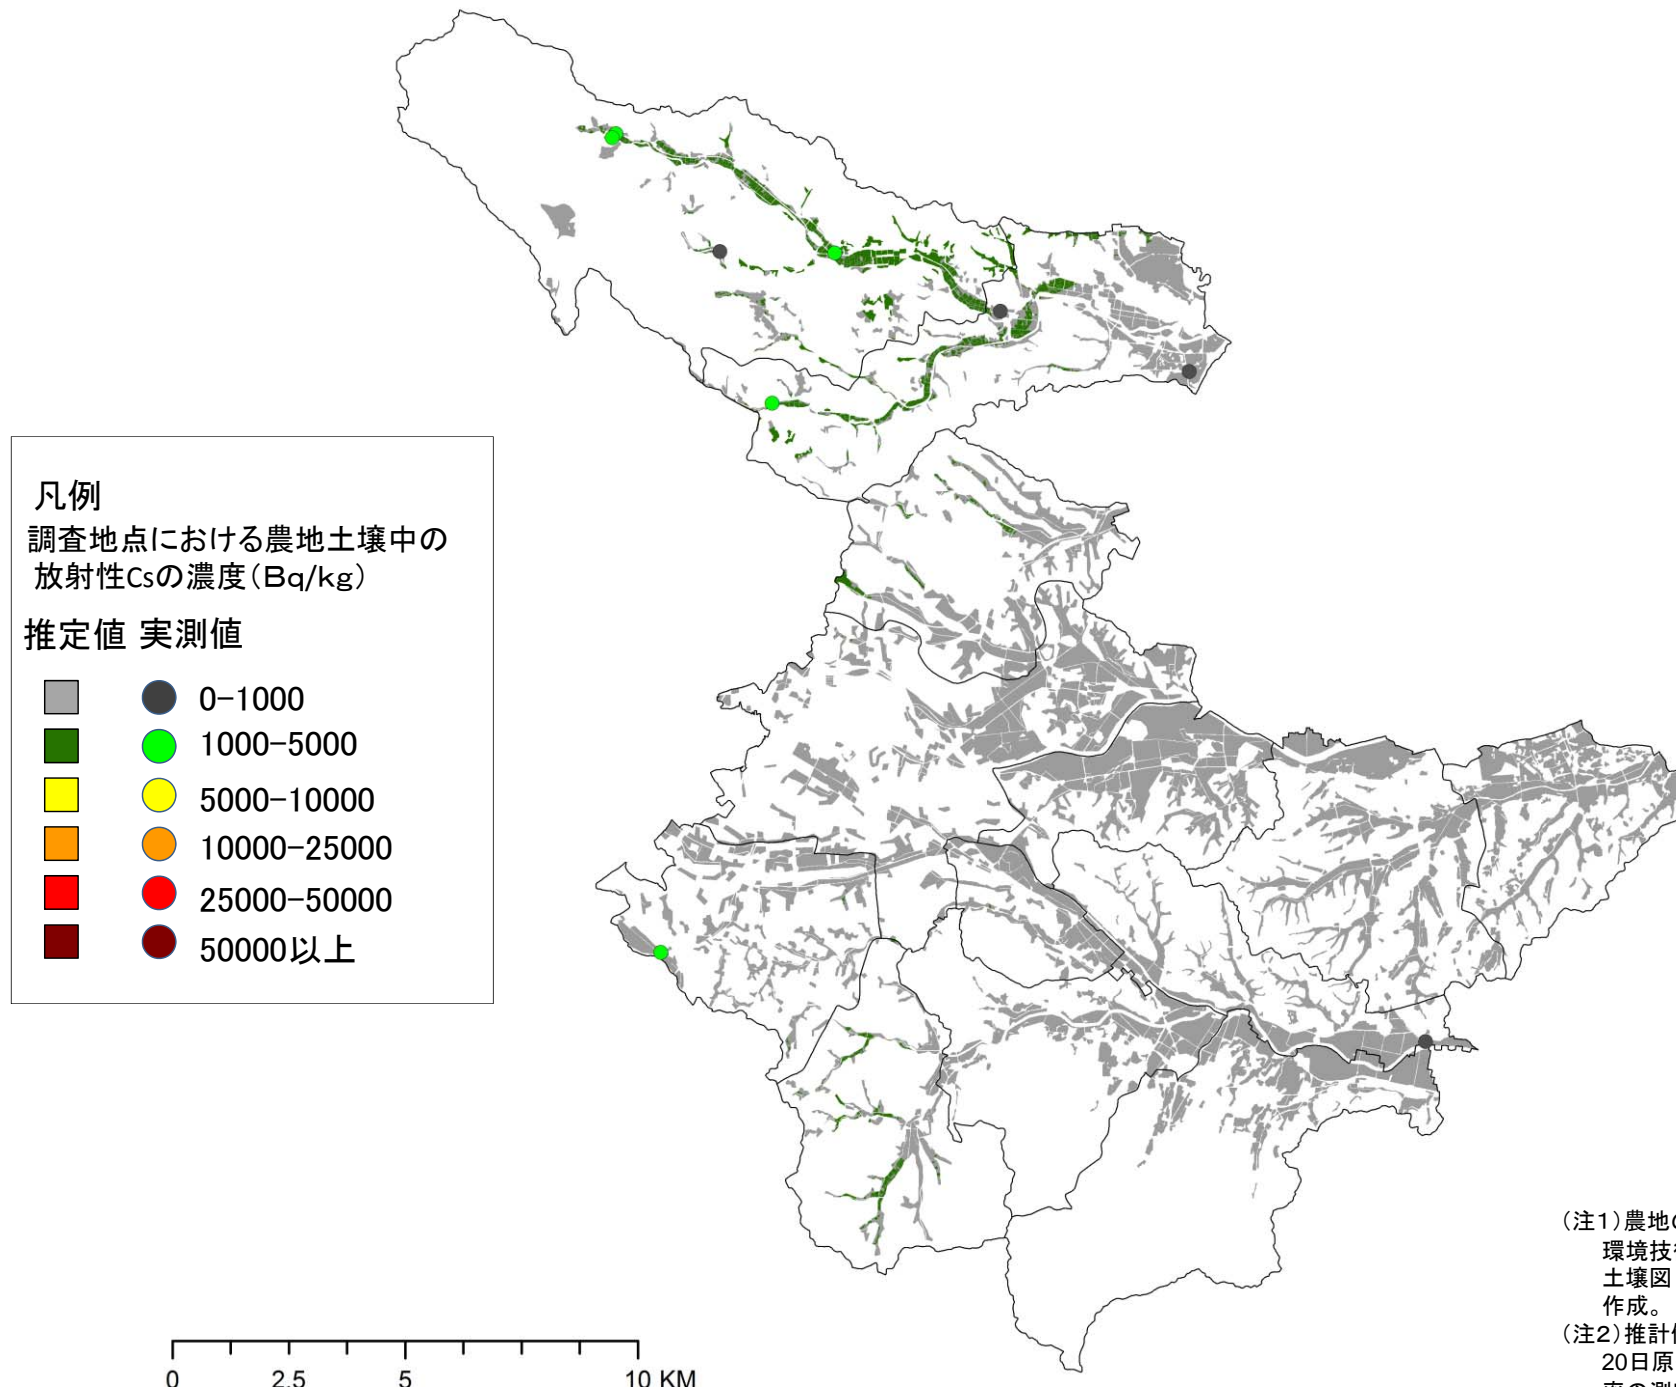 凡例
調査地点における農地土壌中の
放射性Csの濃度（Bq/kg）
推定値 実測値
0-1000
1000-5000
5000-10000
10000-25000
25000-50000
50000以上
0 2.5 5 10 KM
（注1）農地の
環境技術
土壌図
作成。
（注2）推計値
20日原